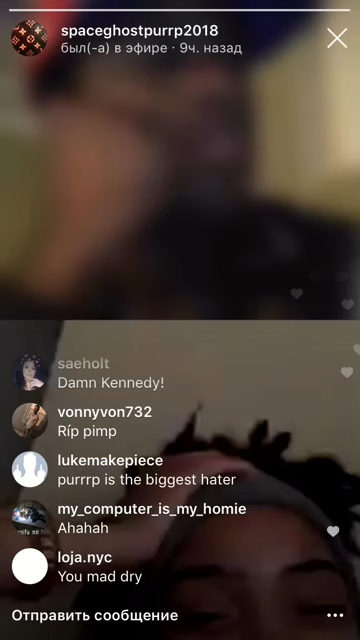 spaceghostpurrp2018
был(-а) в эфире · 9ч. назад
saeholt
Damn Kennedy!
vonnyvon732
Ríp pimp
lukemakepiece
purrrp is the biggest hater
my_computer_is_my_homie
Ahahah
loja.nyc
You mad dry
Отправить сообщение